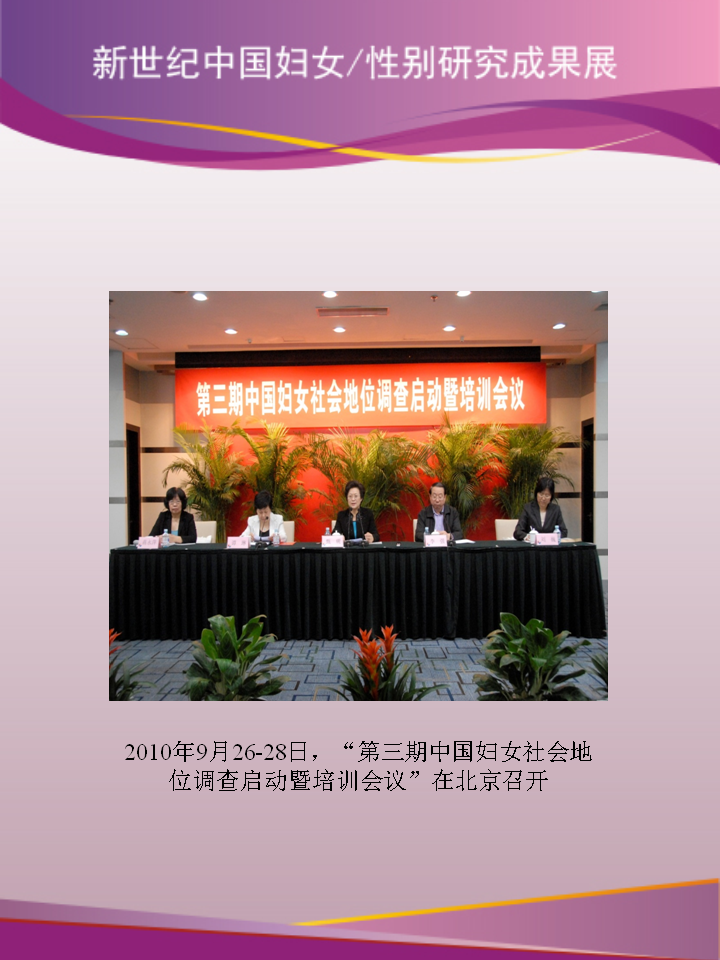 新世纪中国妇女/性别研究成果展
第三期中国妇女社会地位调查启动暨培训会议
2010年9月26-28日，“第三期中国妇女社会地
位调查启动暨培训会议”在北京召开